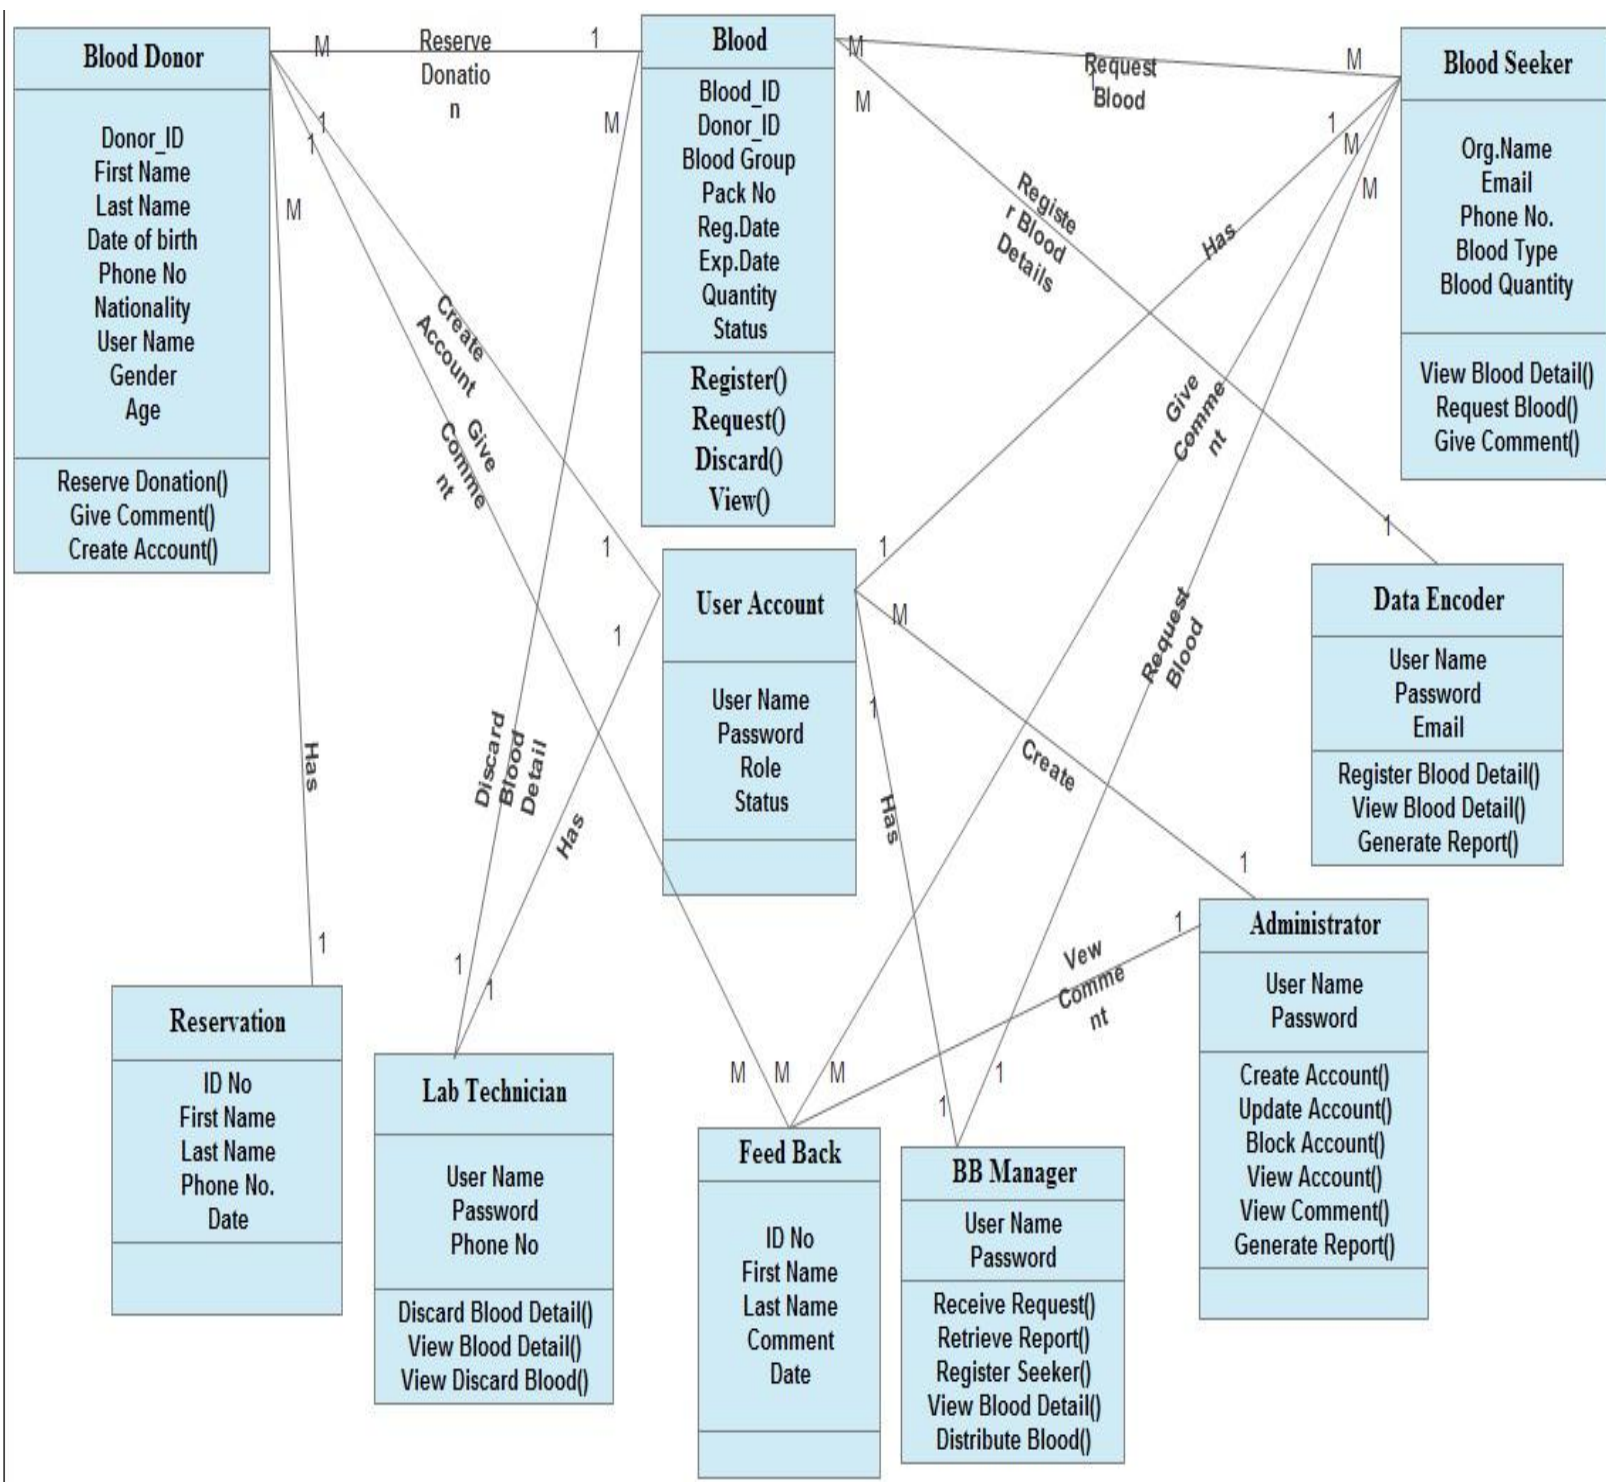 Blood Donor
Donor_ID
First Name
Last Name
Date of birth
Phone No
Nationality
User Name
Gender
Age
Reserve Donation()
Give Comment()
Create Account()
M
Reserve
Donatio
n
1
Blood
Blood_ID
Donor_ID
Blood Group
Pack No
Reg.Date
Exp.Date
Quantity
Status
Register()
Request()
Discard()
View()
M
Request
1
Blood
M
Blood Seeker
Org.Name
Email
Phone No.
Blood Type
Blood Quantity
View Blood Detail()
Request Blood()
Give Comment()
1
1
M
M
M
1
M
M
Registe
r Blood
Details
Has
Create
Account
Give
Comme
nt
Give
Comme
nt
1
1
1
M
1
User Account
User Name
Password
Role
Status
Request
Blood
Data Encoder
User Name
Password
Email
Register Blood Detail()
View Blood Detail()
Generate Report()
Has
Discard
Blood
Detail
Has
1
Has
Create
1
1
1
1
1
Vew
Comme
nt
Administrator
User Name
Password
Create Account()
Update Account()
Block Account()
View Account()
View Comment()
Generate Report()
Reservation
ID No
First Name
Last Name
Phone No.
Date
Lab Technician
User Name
Password
Phone No
Discard Blood Detail()
View Blood Detail()
View Discard Blood()
M
M
M
1
1
Feed Back
ID No
First Name
Last Name
Comment
Date
BB Manager
User Name
Password
Receive Request()
Retrieve Report()
Register Seeker()
View Blood Detail()
Distribute Blood()